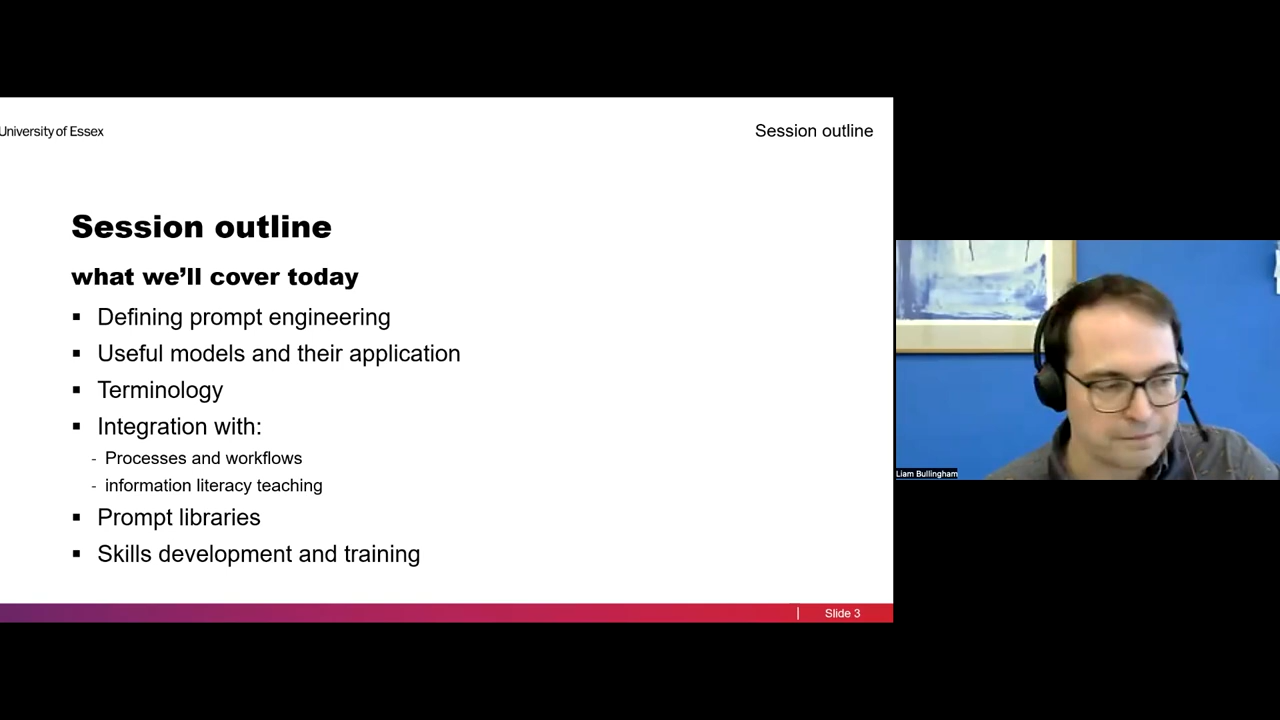 University of Essex
Session outline
Session outline
what we'll cover today
▪ Defining prompt engineering
▪ Useful models and their application
▪ Terminology
▪ Integration with:
- Processes and workflows
- information literacy teaching
▪ Prompt libraries
▪ Skills development and training
| Slide 3
Liam Bullingham